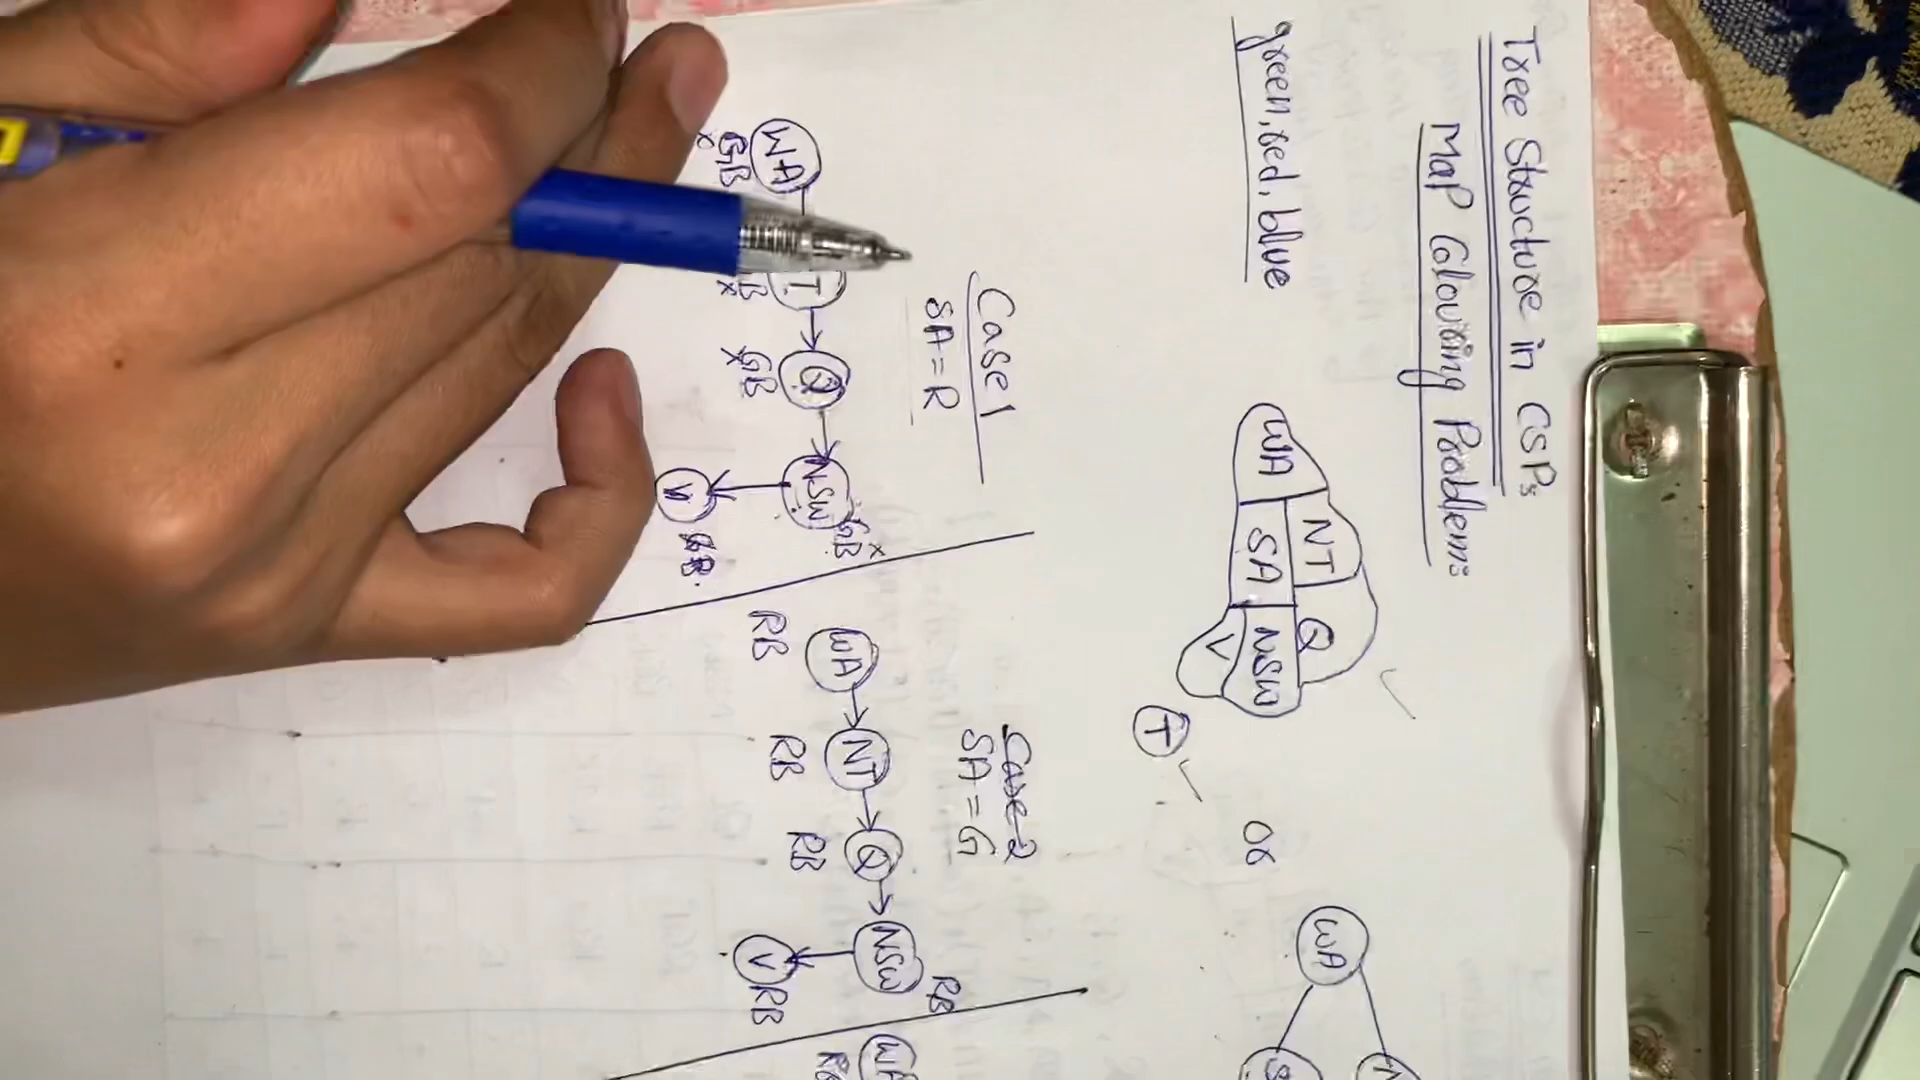 Tree Structure in CSPs
MaP Colouring Problem:
green, red, blue
WA
NT
SA
Q
NSW
V
T
or
WA
Case 1
SA = R
WA
GB
T
B
Q
GB
NSW
GB
V
GB
Case-2
SA = G
WA
RB
NT
RB
Q
RB
NSW
RB
V
RB
WA